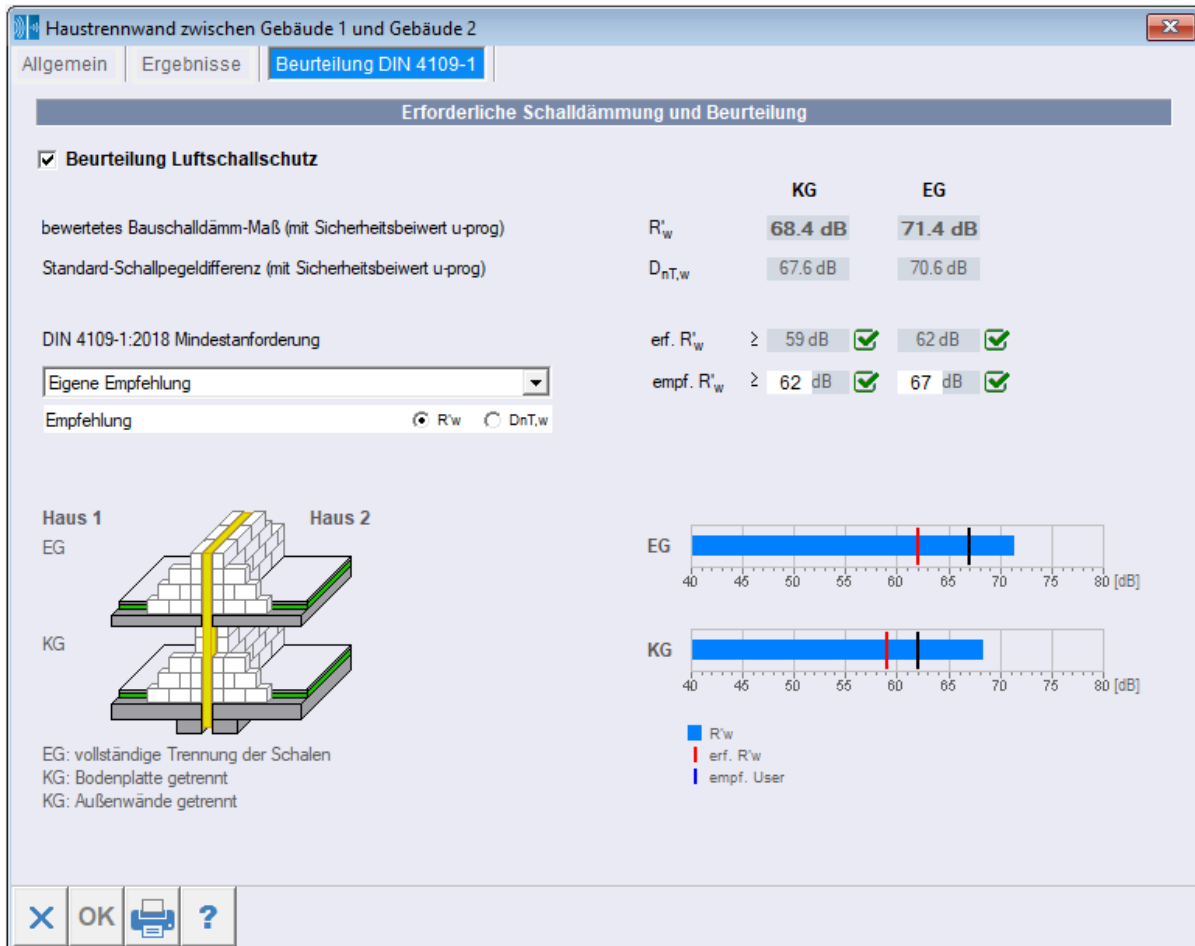 Haustrennwand zwischen Gebäude 1 und Gebäude 2
Allgemein Ergebnisse Beurteilung DIN 4109-1
Erforderliche Schalldämmung und Beurteilung
Beurteilung Luftschallschutz
KG EG
bewertetes Bauschalldämm-Maß (mit Sicherheitsbeiwert u-prog) R'w 68.4 dB 71.4 dB
Standard-Schallpegeldifferenz (mit Sicherheitsbeiwert u-prog) DnT,w 67.6 dB 70.6 dB
DIN 4109-1:2018 Mindestanforderung erf. R'w ≥ 59 dB 62 dB
Eigene Empfehlung empf. R'w ≥ 62 dB 67 dB
Empfehlung R'w DnT,w
Haus 1 Haus 2
EG
KG
EG: vollständige Trennung der Schalen
KG: Bodenplatte getrennt
KG: Außenwände getrennt
EG
40 45 50 55 60 65 70 75 80 [dB]
KG
40 45 50 55 60 65 70 75 80 [dB]
R'w
erf. R'w
empf. User
OK ?